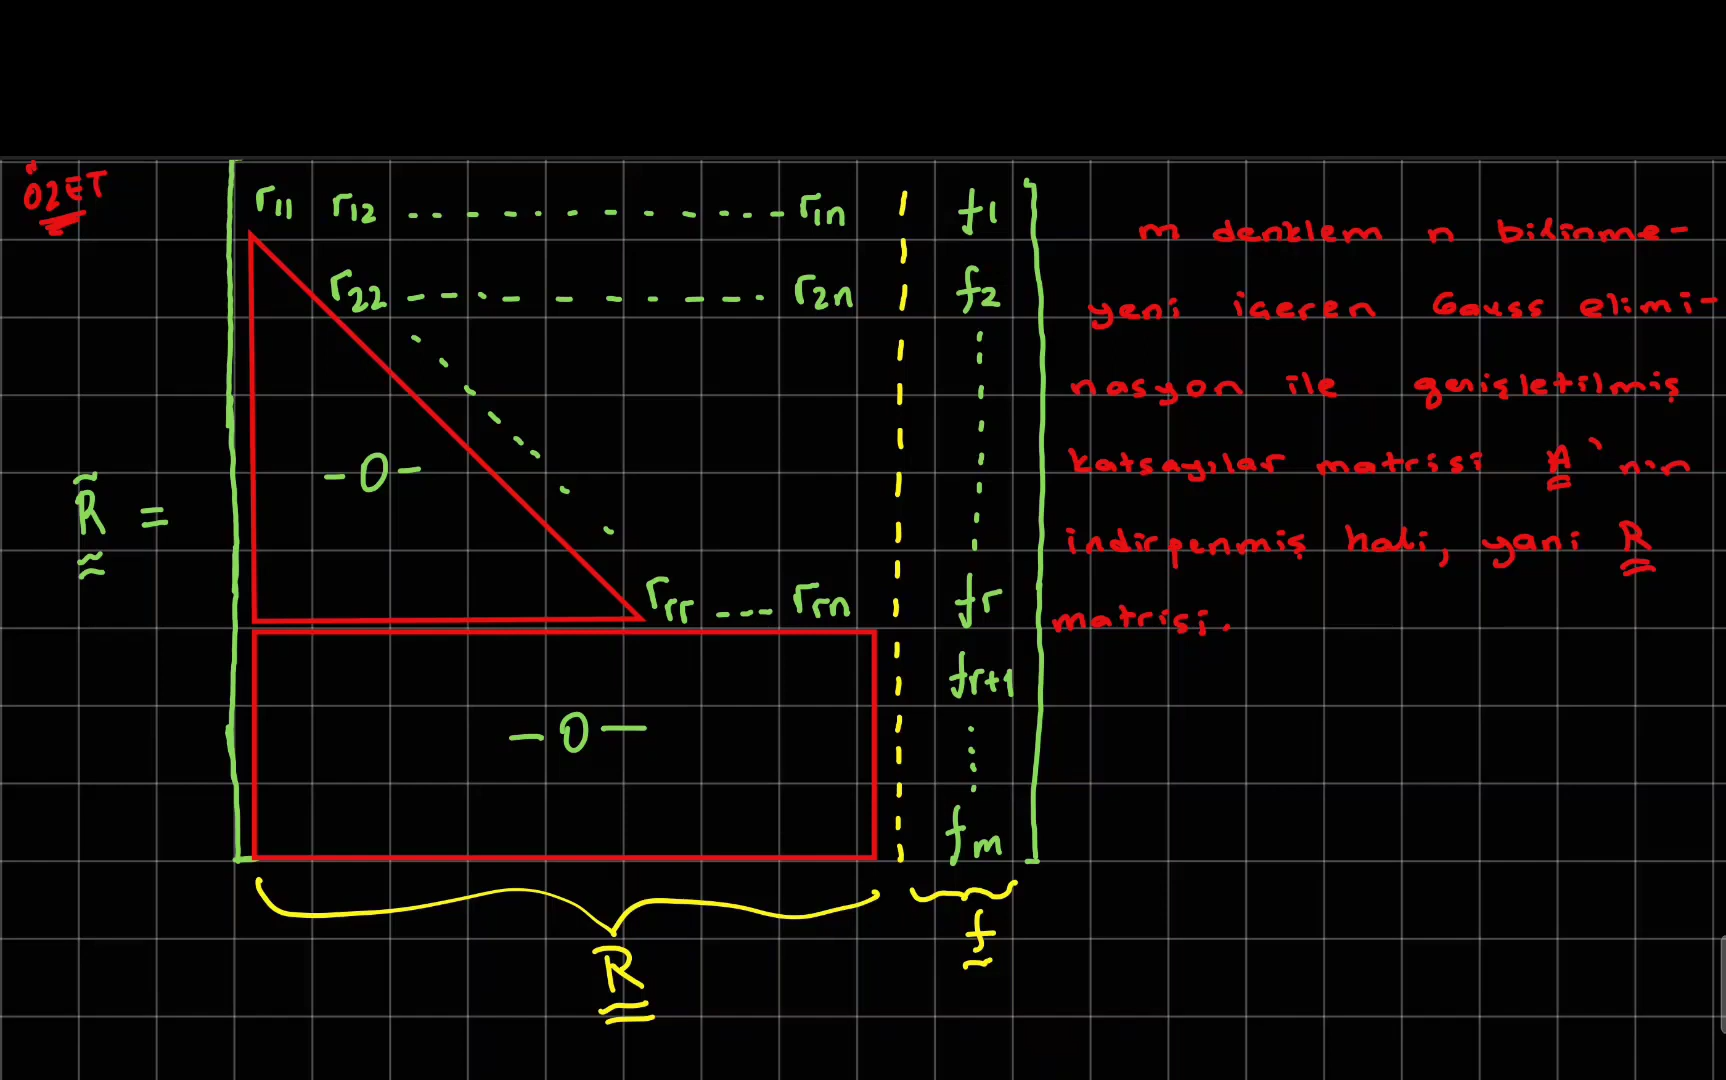 ÖZET
r11 r12 - - - - - - - - - - - - r1n f1
r22 - - - - - - - - - - r2n f2
-0-
R̃ =
rrr - - - - rrn fr
fr+1
-0-
fm
R f
m denklem n bilinme-
yeni içeren Gauss elimi-
nasyon ile genişletilmiş
katsayılar matrisi A'nın
indirgenmiş hali, yani R
matrisi.